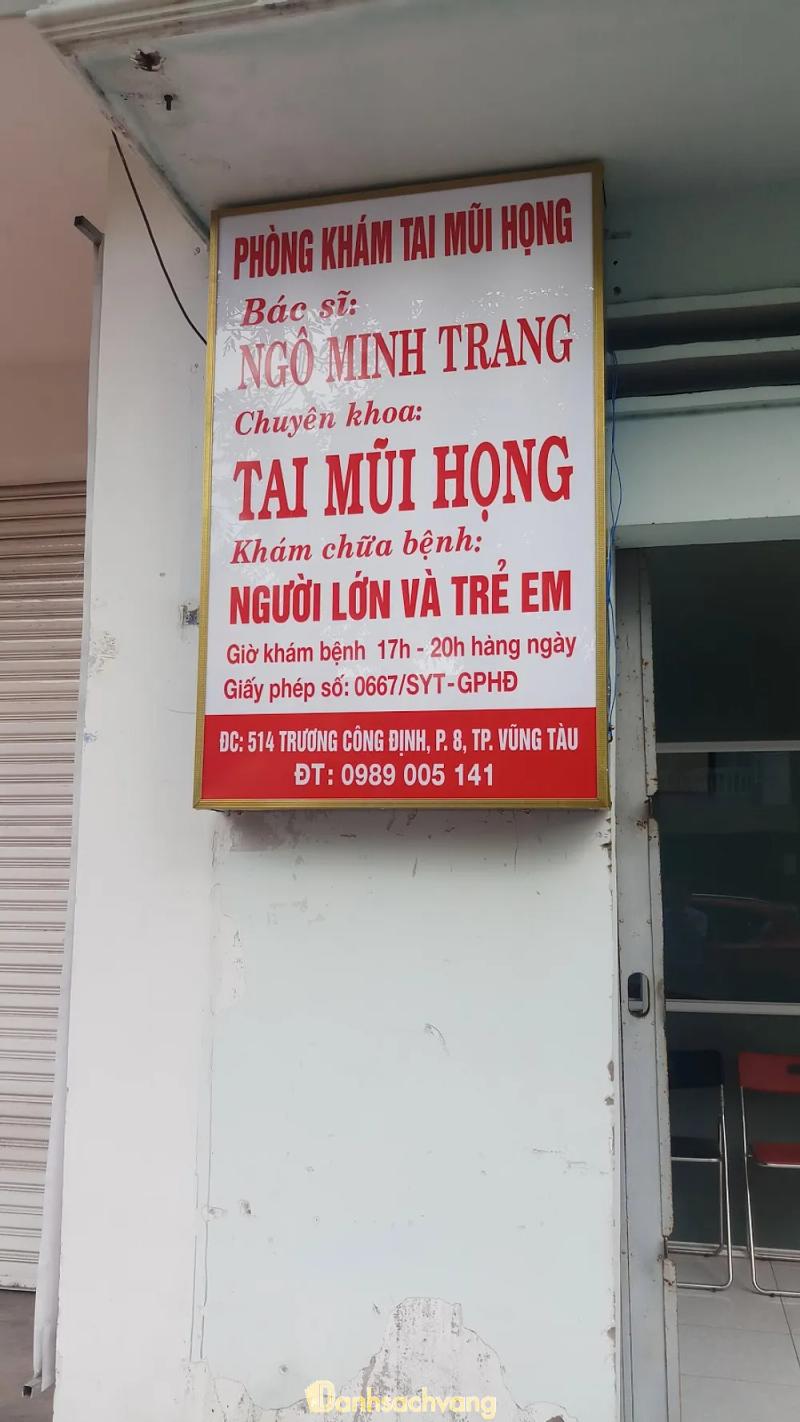 PHÒNG KHÁM TAI MŨI HỌNG
Bác sĩ:
NGÔ MINH TRANG
Chuyên khoa:
TAI MŨI HỌNG
Khám chữa bệnh:
NGƯỜI LỚN VÀ TRẺ EM
Giờ khám bệnh 17h - 20h hàng ngày
Giấy phép số: 0667/SYT-GPHĐ
ĐC: 514 TRƯƠNG CÔNG ĐỊNH, P. 8, TP. VŨNG TÀU
ĐT: 0989 005 141
Danhsachvang